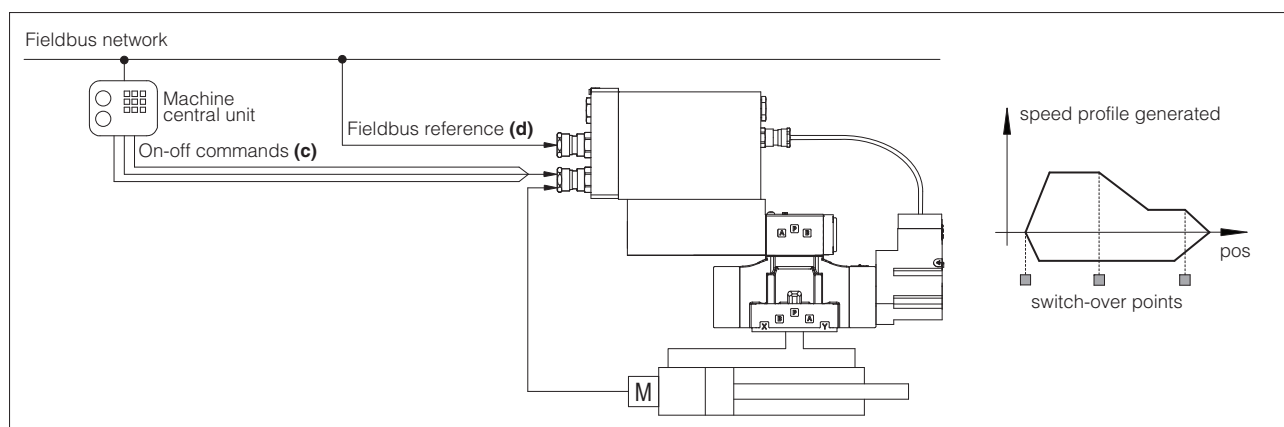 Fieldbus network
Machine
central unit
Fieldbus reference (d)
On-off commands (c)
speed profile generated
pos
switch-over points
A P B
B P A
X Y
M